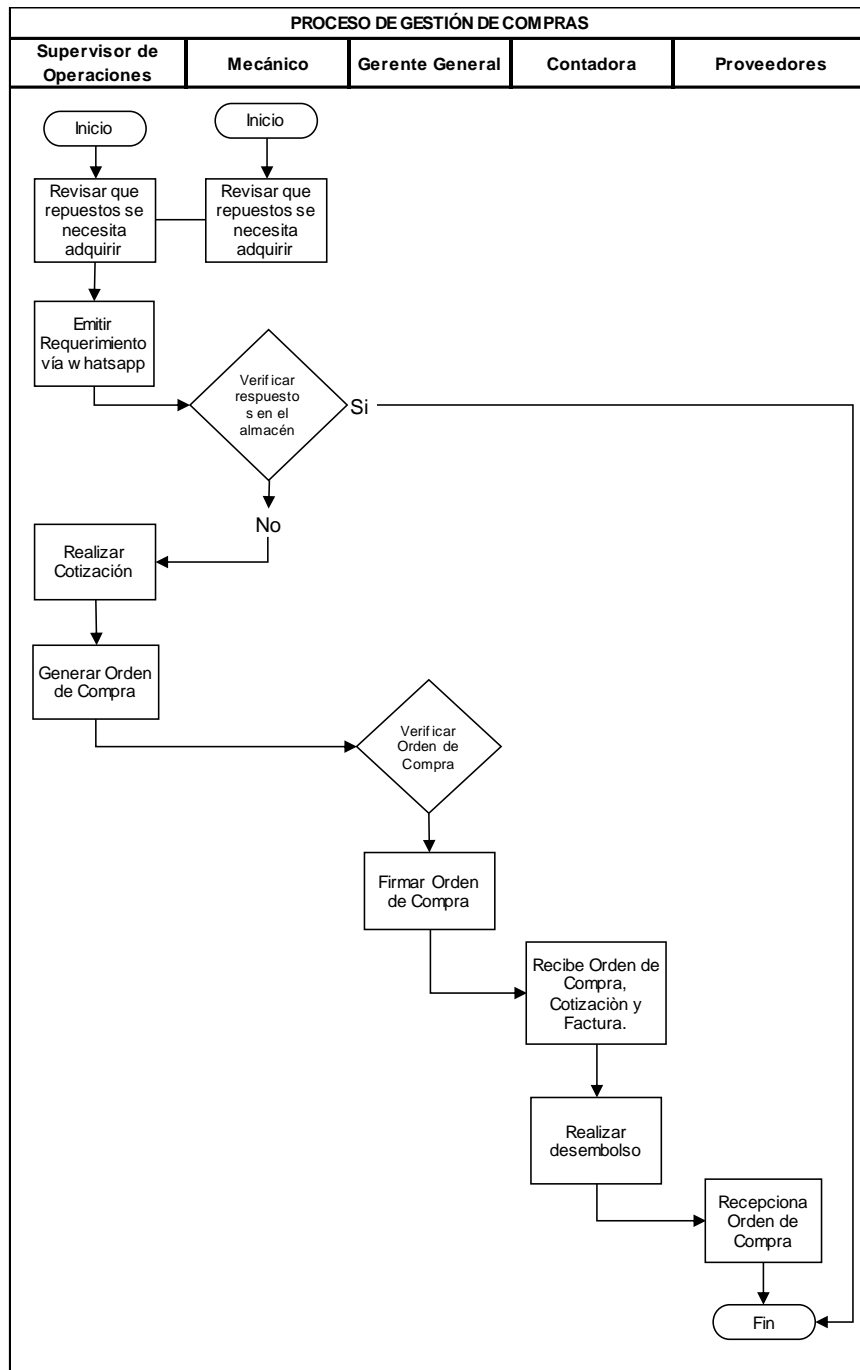 PROCESO DE GESTIÓN DE COMPRAS
Supervisor de
Operaciones
Mecánico
Gerente General
Contadora
Proveedores
Inicio
Inicio
Revisar que
repuestos se
necesita
adquirir
Revisar que
repuestos se
necesita
adquirir
Emitir
Requerimiento
vía whatsapp
Verificar
respuesto
s en el
almacén
Si
No
Realizar
Cotización
Generar Orden
de Compra
Verificar
Orden de
Compra
Firmar Orden
de Compra
Recibe Orden de
Compra,
Cotizaciòn y
Factura.
Realizar
desembolso
Recepciona
Orden de
Compra
Fin